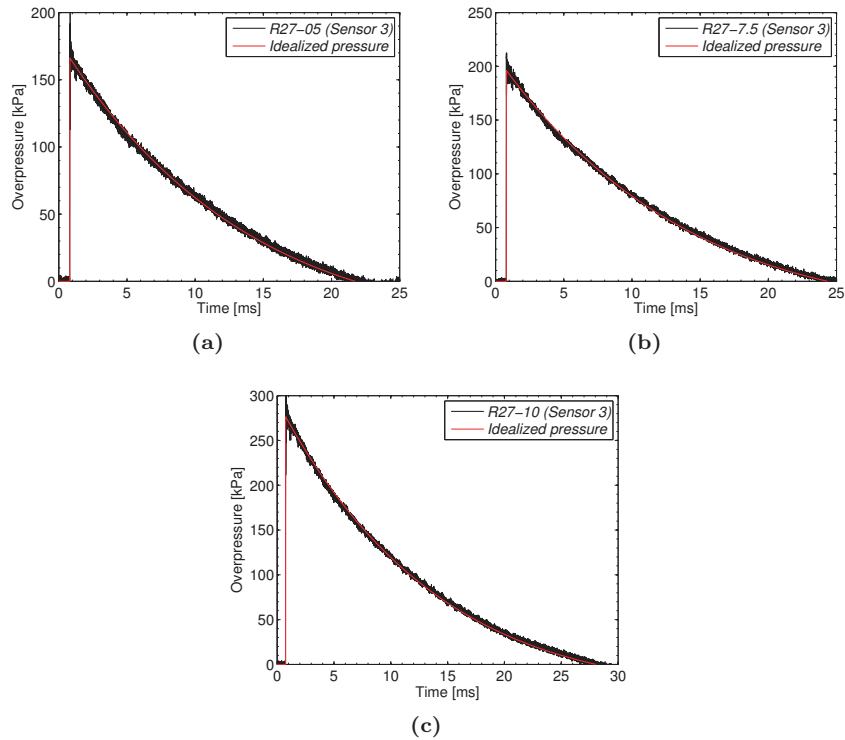 200
150
100
50
0
Overpressure [kPa]
R27−05 (Sensor 3)
Idealized pressure
0 5 10 15 20 25
Time [ms]
(a)
250
200
150
100
50
0
Overpressure [kPa]
R27−7.5 (Sensor 3)
Idealized pressure
0 5 10 15 20 25
Time [ms]
(b)
300
250
200
150
100
50
0
Overpressure [kPa]
R27−10 (Sensor 3)
Idealized pressure
0 5 10 15 20 25 30
Time [ms]
(c)